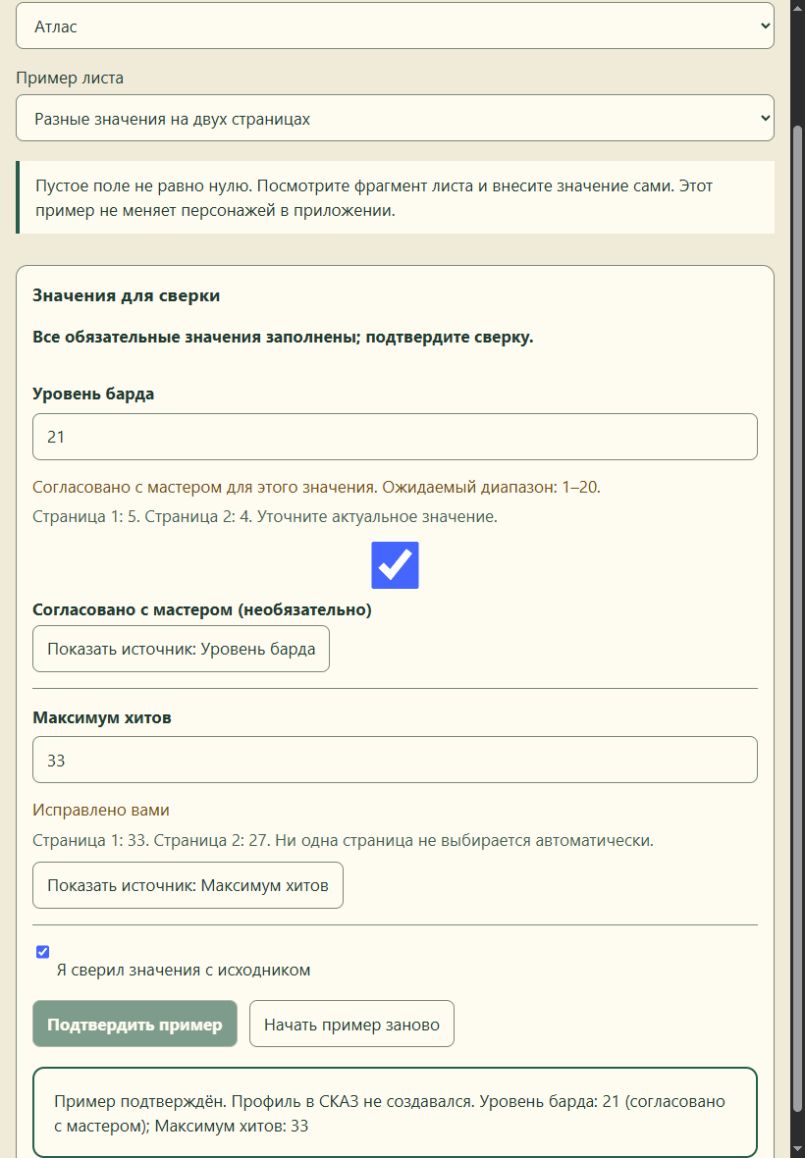 Атлас
Пример листа
Разные значения на двух страницах
Пустое поле не равно нулю. Посмотрите фрагмент листа и внесите значение сами. Этот
пример не меняет персонажей в приложении.
Значения для сверки
Все обязательные значения заполнены; подтвердите сверку.
Уровень барда
21
Согласовано с мастером для этого значения. Ожидаемый диапазон: 1–20.
Страница 1: 5. Страница 2: 4. Уточните актуальное значение.
Согласовано с мастером (необязательно)
Показать источник: Уровень барда
Максимум хитов
33
Исправлено вами
Страница 1: 33. Страница 2: 27. Ни одна страница не выбирается автоматически.
Показать источник: Максимум хитов
Я сверил значения с исходником
Подтвердить пример
Начать пример заново
Пример подтверждён. Профиль в СКАЗ не создавался. Уровень барда: 21 (согласовано
с мастером); Максимум хитов: 33